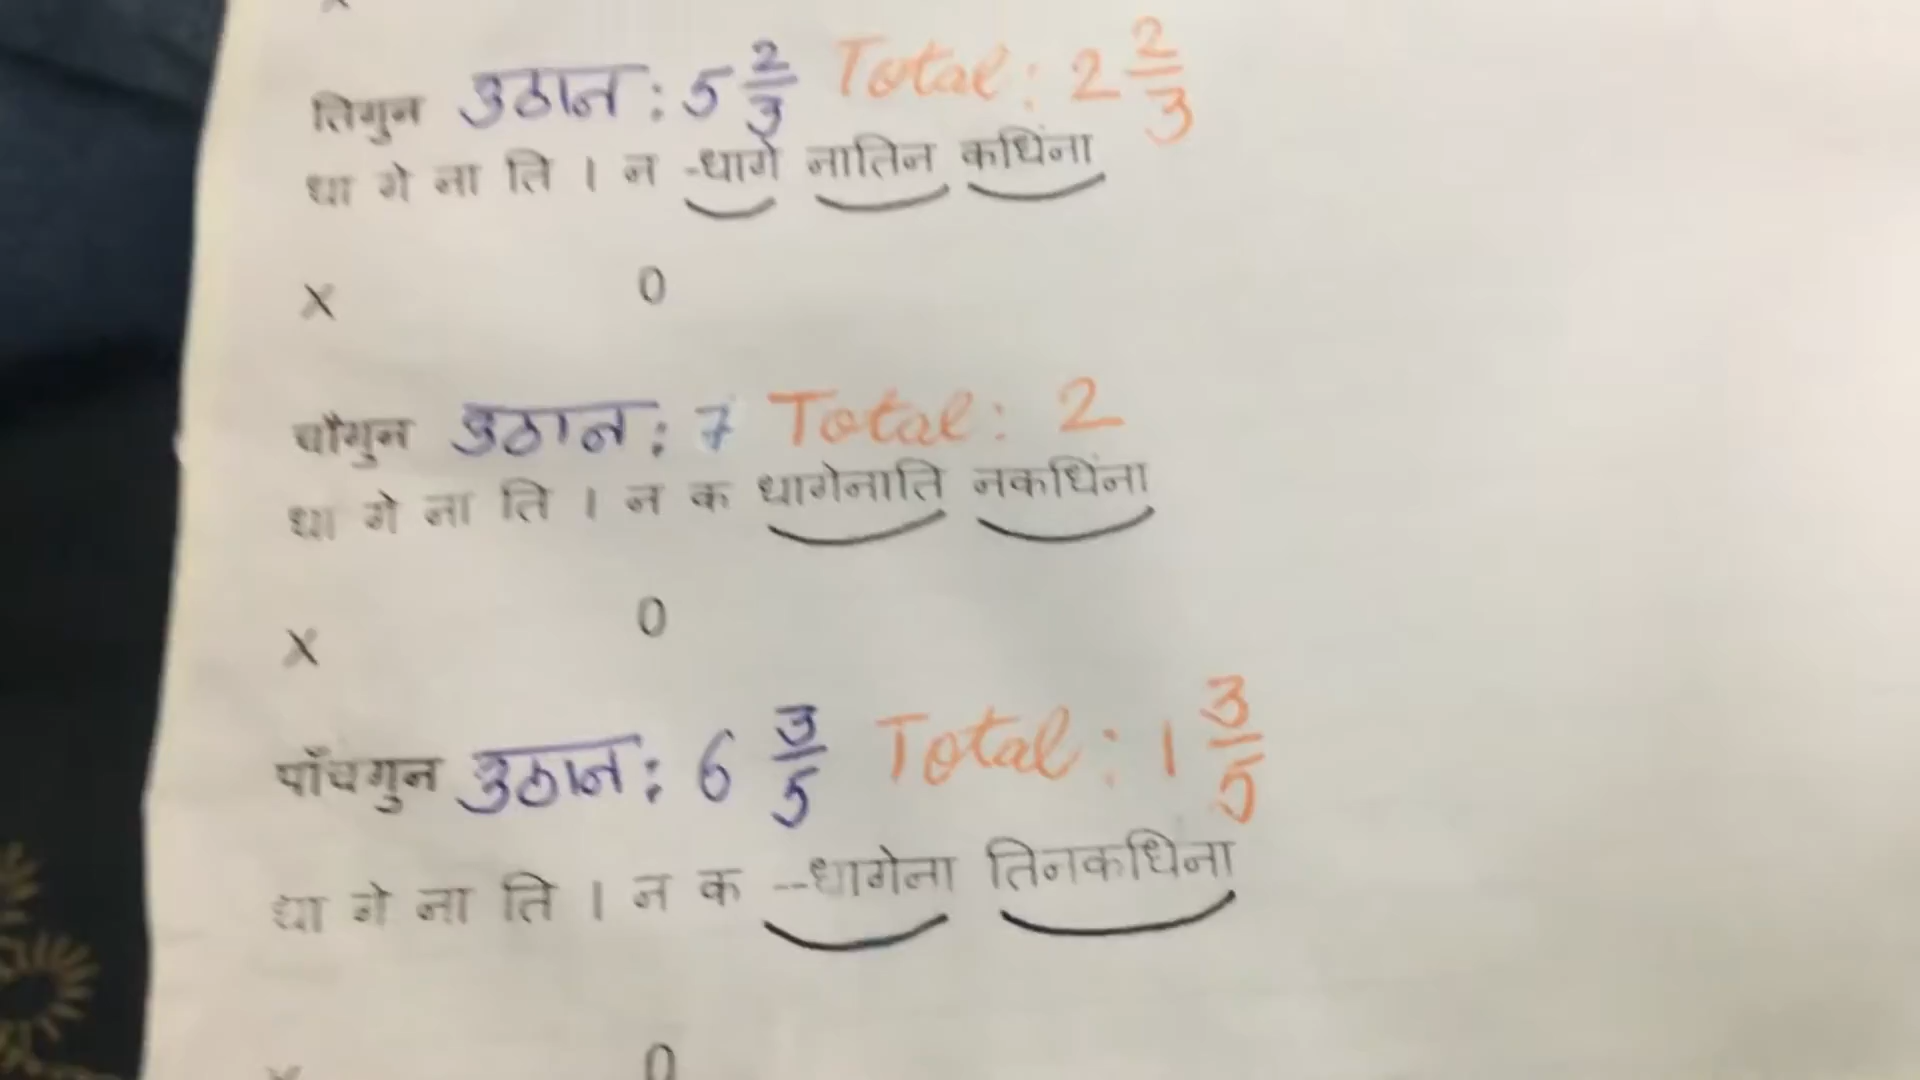 तिगुन उठान : 5 2/3 Total : 2 2/3
धा गे ना ति । न -धागे नातिन कधिंना
X 0
चौगुन उठान : 7 Total : 2
धा गे ना ति । न क धागेनाति नकधिंना
X 0
पाँचगुन उठान : 6 3/5 Total : 1 3/5
धा गे ना ति । न क --धागेना तिनकधिना
0